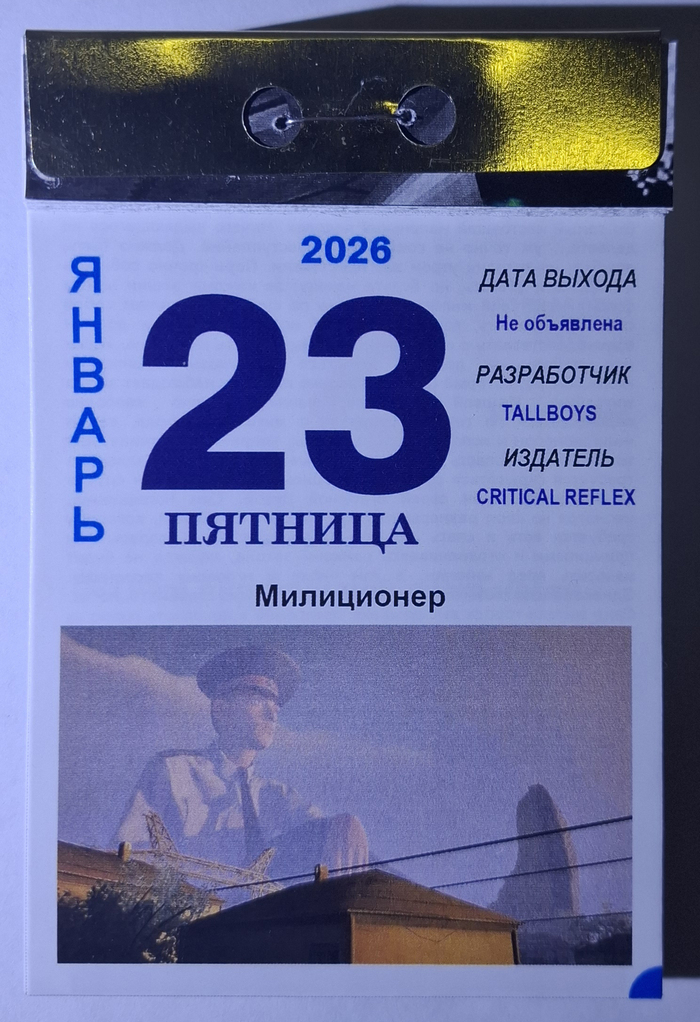 2026
ЯНВАРЬ
23
ПЯТНИЦА
ДАТА ВЫХОДА
Не объявлена
РАЗРАБОТЧИК
TALLBOYS
ИЗДАТЕЛЬ
CRITICAL REFLEX
Милиционер